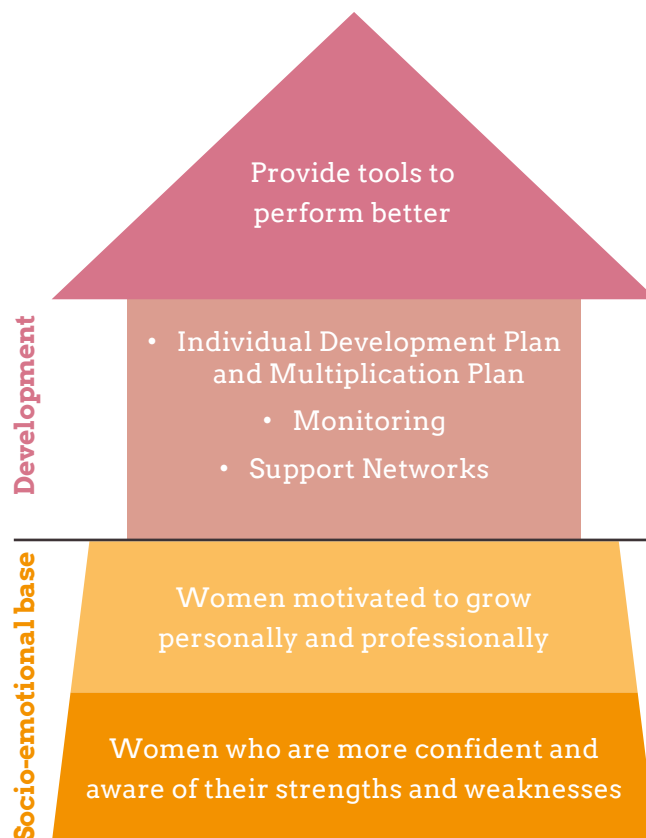 Provide tools to
perform better
Development
• Individual Development Plan
and Multiplication Plan
• Monitoring
• Support Networks
Socio-emotional base
Women motivated to grow
personally and professionally
Women who are more confident and
aware of their strengths and weaknesses